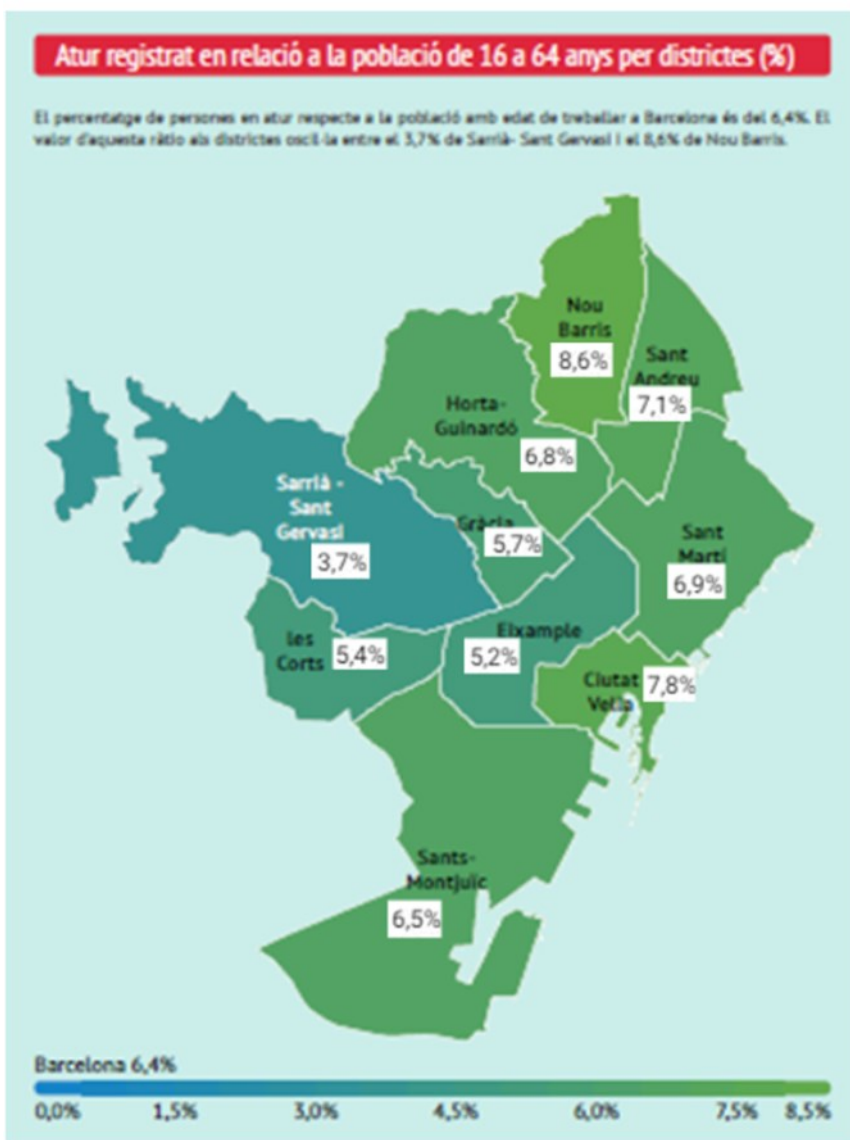 Atur registrat en relació a la població de 16 a 64 anys per districtes (%)
El percentatge de persones en atur respecte a la població amb edat de treballar a Barcelona és del 6,4%. El
valor d'aquesta ràtio als districtes oscil·la entre el 3,7% de Sarrià- Sant Gervasi i el 8,6% de Nou Barris.
Nou
Barris
8,6%
Sant
Andreu
7,1%
Horta-
Guinardó
6,8%
Sarrià -
Sant
Gervasi
3,7%
Gràcia
5,7%
Sant
Martí
6,9%
les
Corts
5,4%
Eixample
5,2%
Ciutat
Vella
7,8%
Sants-
Montjuïc
6,5%
Barcelona 6,4%
0,0% 1,5% 3,0% 4,5% 6,0% 7,5% 8,5%